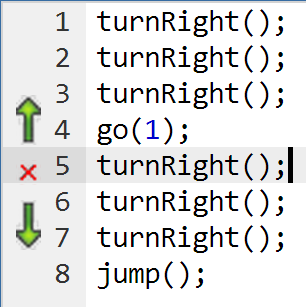 1 turnRight();
2 turnRight();
3 turnRight();
4 go(1);
5 turnRight();
6 turnRight();
7 turnRight();
8 jump();